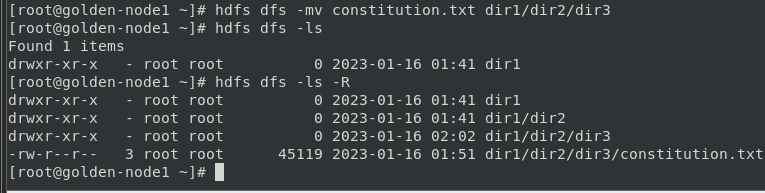 [root@golden-node1 ~]# hdfs dfs -mv constitution.txt dir1/dir2/dir3
[root@golden-node1 ~]# hdfs dfs -ls
Found 1 items
drwxr-xr-x   - root root          0 2023-01-16 01:41 dir1
[root@golden-node1 ~]# hdfs dfs -ls -R
drwxr-xr-x   - root root          0 2023-01-16 01:41 dir1
drwxr-xr-x   - root root          0 2023-01-16 01:41 dir1/dir2
drwxr-xr-x   - root root          0 2023-01-16 02:02 dir1/dir2/dir3
-rw-r--r--   3 root root      45119 2023-01-16 01:51 dir1/dir2/dir3/constitution.txt
[root@golden-node1 ~]#